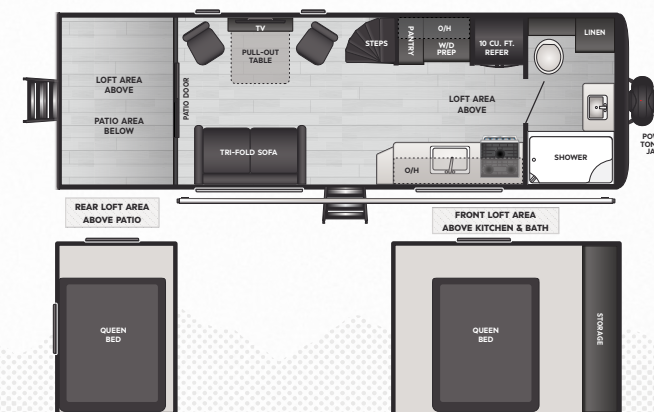 TV
PULL-OUT
TABLE
STEPS
PANTRY
O/H
W/D
PREP
10 CU. FT.
REFER
LINEN
LOFT AREA
ABOVE
PATIO AREA
BELOW
PATIO DOOR
LOFT AREA
ABOVE
TRI-FOLD SOFA
O/H
SHOWER
REAR LOFT AREA
ABOVE PATIO
FRONT LOFT AREA
ABOVE KITCHEN & BATH
QUEEN
BED
QUEEN
BED
STORAGE